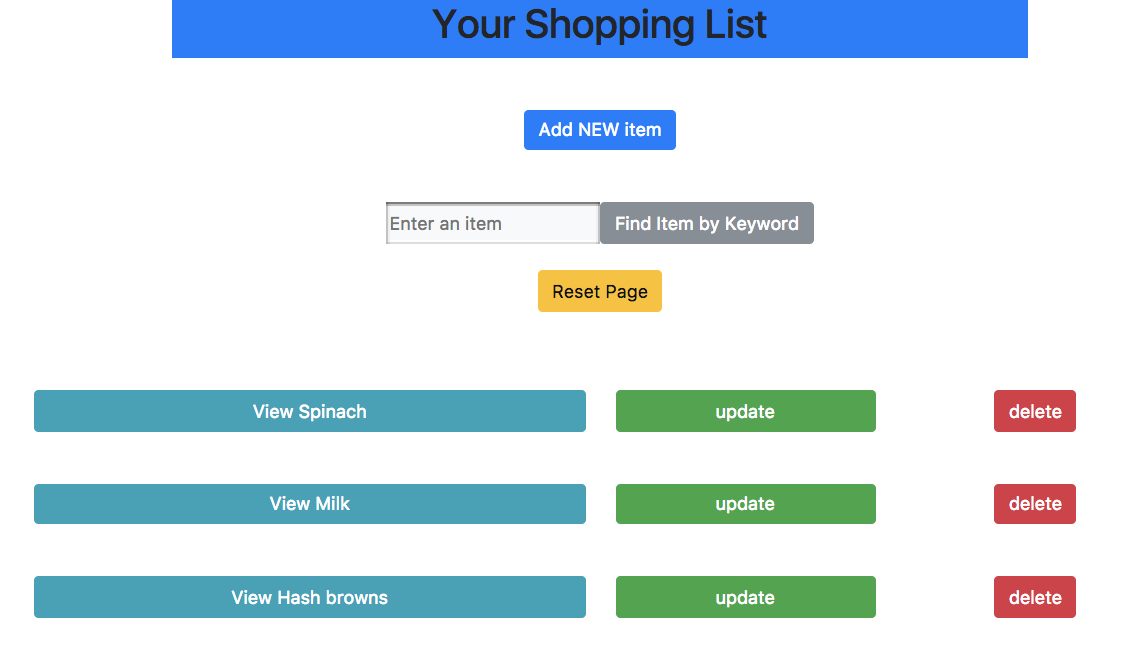 Your Shopping List
Add NEW item
Enter an item Find Item by Keyword
Reset Page
View Spinach update delete
View Milk update delete
View Hash browns update delete